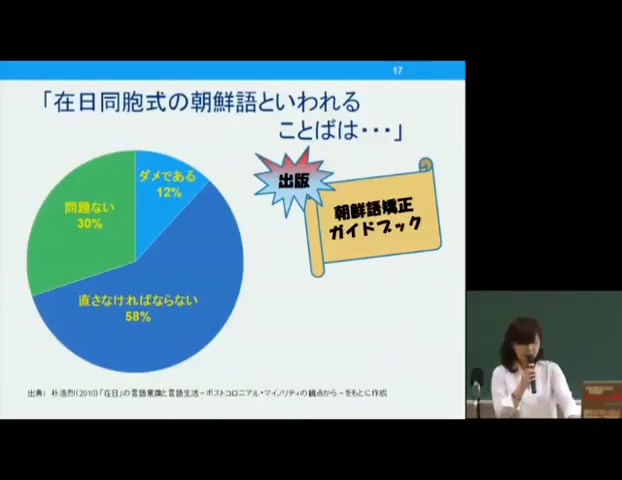 17
「在日同胞式の朝鮮語といわれる
ことばは・・・」
ダメである
12%
問題ない
30%
直さなければならない
58%
出版
朝鮮語矯正
ガイドブック
出典： 朴浩烈(2010)「在日」の言語意識と言語生活－ポストコロニアル・マイノリティの観点から－をもとに作成